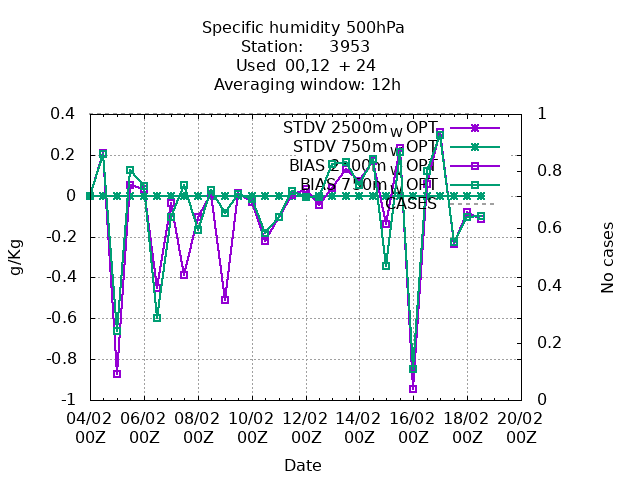 Specific humidity 500hPa
Station: 3953
Used 00,12 + 24
Averaging window: 12h
STDV 2500m_W OPT
STDV 750m_W OPT
BIAS 2500m_W OPT
BIAS 750m_W OPT
CASES
0.4
0.2
0
-0.2
-0.4
-0.6
-0.8
-1
1
0.8
0.6
0.4
0.2
0
g/Kg
No cases
04/02 06/02 08/02 10/02 12/02 14/02 16/02 18/02 20/02
00Z 00Z 00Z 00Z 00Z 00Z 00Z 00Z 00Z
Date